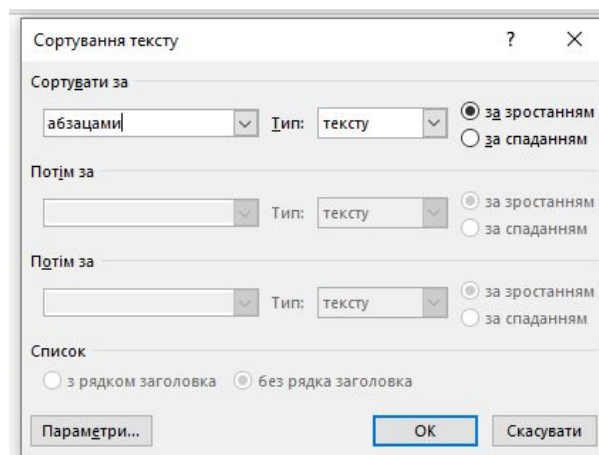 Сортування тексту ?
Сортувати за
абзацами Тип: тексту за зростанням
за спаданням
Потім за
Тип: тексту за зростанням
за спаданням
Потім за
Тип: тексту за зростанням
за спаданням
Список
з рядком заголовка без рядка заголовка
Параметри... ОК Скасувати